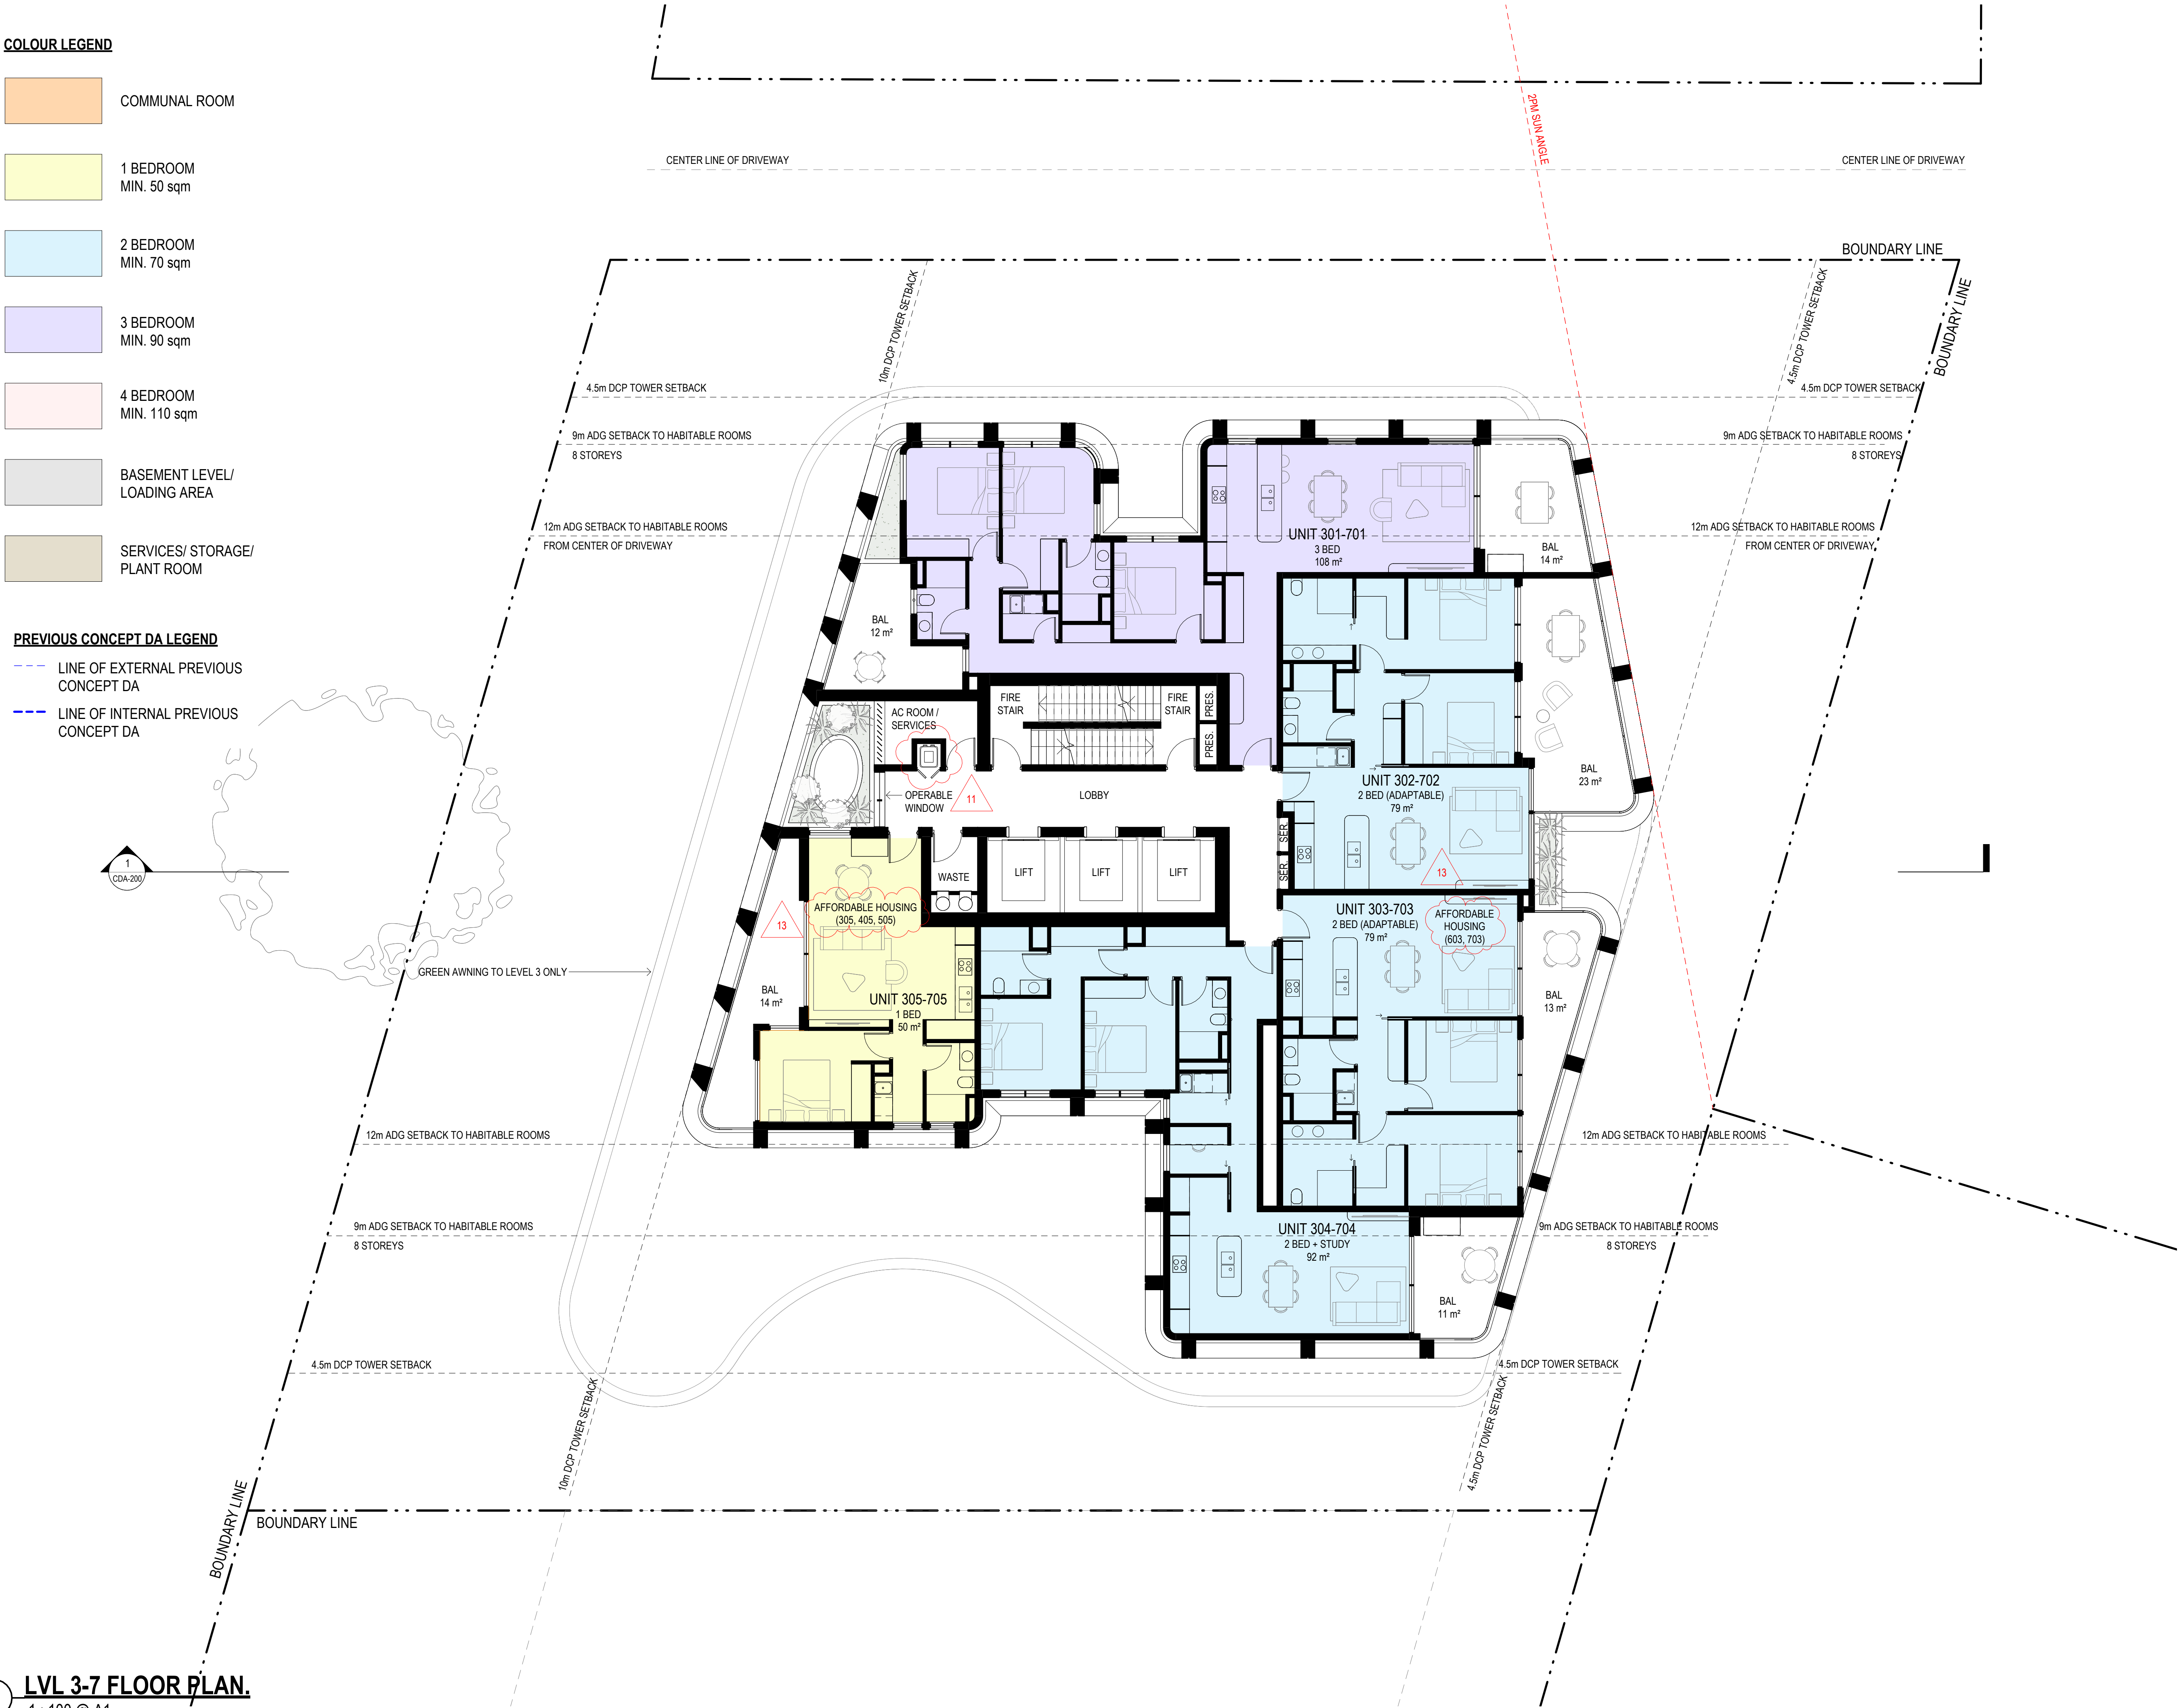 COLOUR LEGEND
COMMUNAL ROOM
1 BEDROOM
MIN. 50 sqm
2 BEDROOM
MIN. 70 sqm
3 BEDROOM
MIN. 90 sqm
4 BEDROOM
MIN. 110 sqm
BASEMENT LEVEL/
LOADING AREA
SERVICES/ STORAGE/
PLANT ROOM
PREVIOUS CONCEPT DA LEGEND
LINE OF EXTERNAL PREVIOUS
CONCEPT DA
LINE OF INTERNAL PREVIOUS
CONCEPT DA
2PM SUN ANGLE
CENTER LINE OF DRIVEWAY
CENTER LINE OF DRIVEWAY
BOUNDARY LINE
BOUNDARY LINE
10m DCP TOWER SETBACK
4.5m DCP TOWER SETBACK
4.5m DCP TOWER SETBACK
4.5m DCP TOWER SETBACK
9m ADG SETBACK TO HABITABLE ROOMS
8 STOREYS
9m ADG SETBACK TO HABITABLE ROOMS
8 STOREYS
12m ADG SETBACK TO HABITABLE ROOMS
FROM CENTER OF DRIVEWAY
12m ADG SETBACK TO HABITABLE ROOMS
FROM CENTER OF DRIVEWAY
UNIT 301-701
3 BED
108 m²
BAL
14 m²
BAL
12 m²
FIRE
STAIR
FIRE
STAIR
PRES.
PRES.
AC ROOM /
SERVICES
OPERABLE
WINDOW
11
LOBBY
UNIT 302-702
2 BED (ADAPTABLE)
79 m²
BAL
23 m²
SER.
SER.
13
WASTE
LIFT
LIFT
LIFT
1
CDA-200
AFFORDABLE HOUSING
(305, 405, 505)
13
UNIT 303-703
2 BED (ADAPTABLE)
79 m²
AFFORDABLE
HOUSING
(603, 703)
GREEN AWNING TO LEVEL 3 ONLY
BAL
14 m²
UNIT 305-705
1 BED
50 m²
BAL
13 m²
12m ADG SETBACK TO HABITABLE ROOMS
12m ADG SETBACK TO HABITABLE ROOMS
9m ADG SETBACK TO HABITABLE ROOMS
8 STOREYS
9m ADG SETBACK TO HABITABLE ROOMS
8 STOREYS
UNIT 304-704
2 BED + STUDY
92 m²
BAL
11 m²
4.5m DCP TOWER SETBACK
4.5m DCP TOWER SETBACK
10m DCP TOWER SETBACK
4.5m DCP TOWER SETBACK
BOUNDARY LINE
BOUNDARY LINE
LVL 3-7 FLOOR PLAN.
1 : 100 @ A1